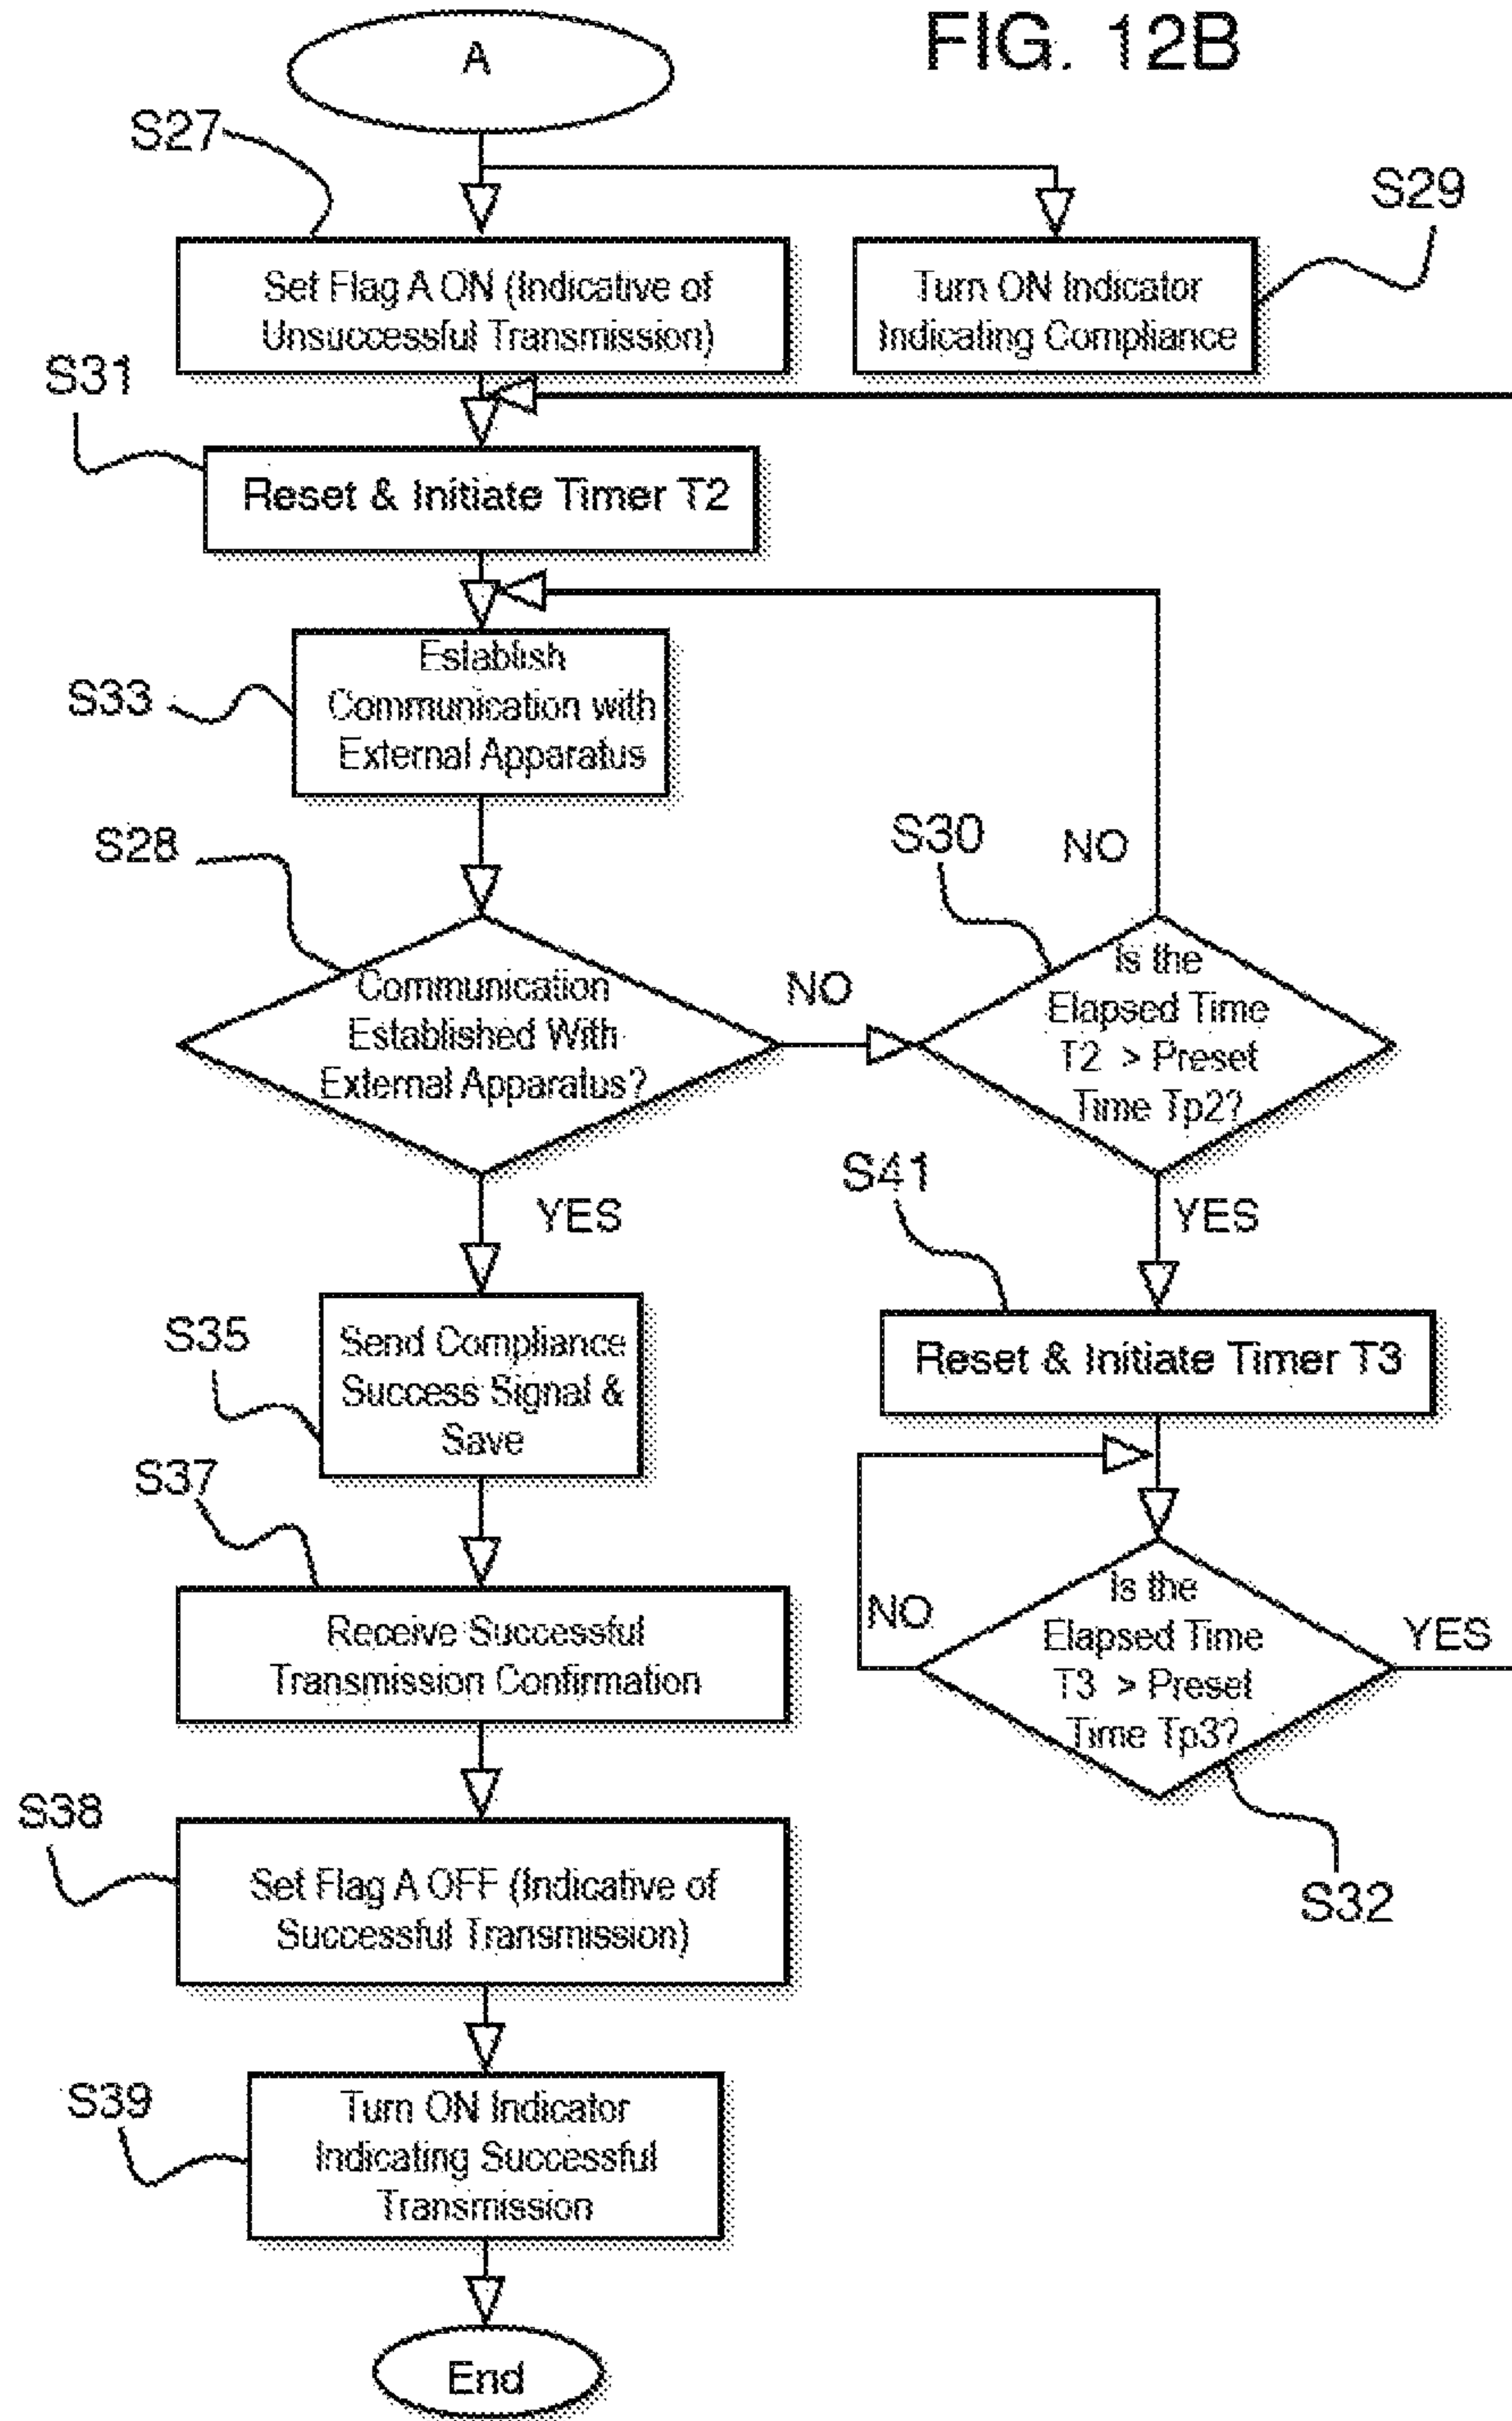 FIG. 12B
A
S27
S29
Set Flag A ON (Indicative of
Unsuccessful Transmission)
Turn ON Indicator
Indicating Compliance
S31
Reset & Initiate Timer T2
S33
Establish
Communication with
External Apparatus
S28
S30
NO
Communication
Established With
External Apparatus?
NO
Is the
Elapsed Time
T2 > Preset
Time Tp2?
YES
S41
YES
S35
Send Compliance
Success Signal &
Save
Reset & Initiate Timer T3
S37
Receive Successful
Transmission Confirmation
NO
Is the
Elapsed Time
T3 > Preset
Time Tp3?
YES
S32
S38
Set Flag A OFF (Indicative of
Successful Transmission)
S39
Turn ON Indicator
Indicating Successful
Transmission
End